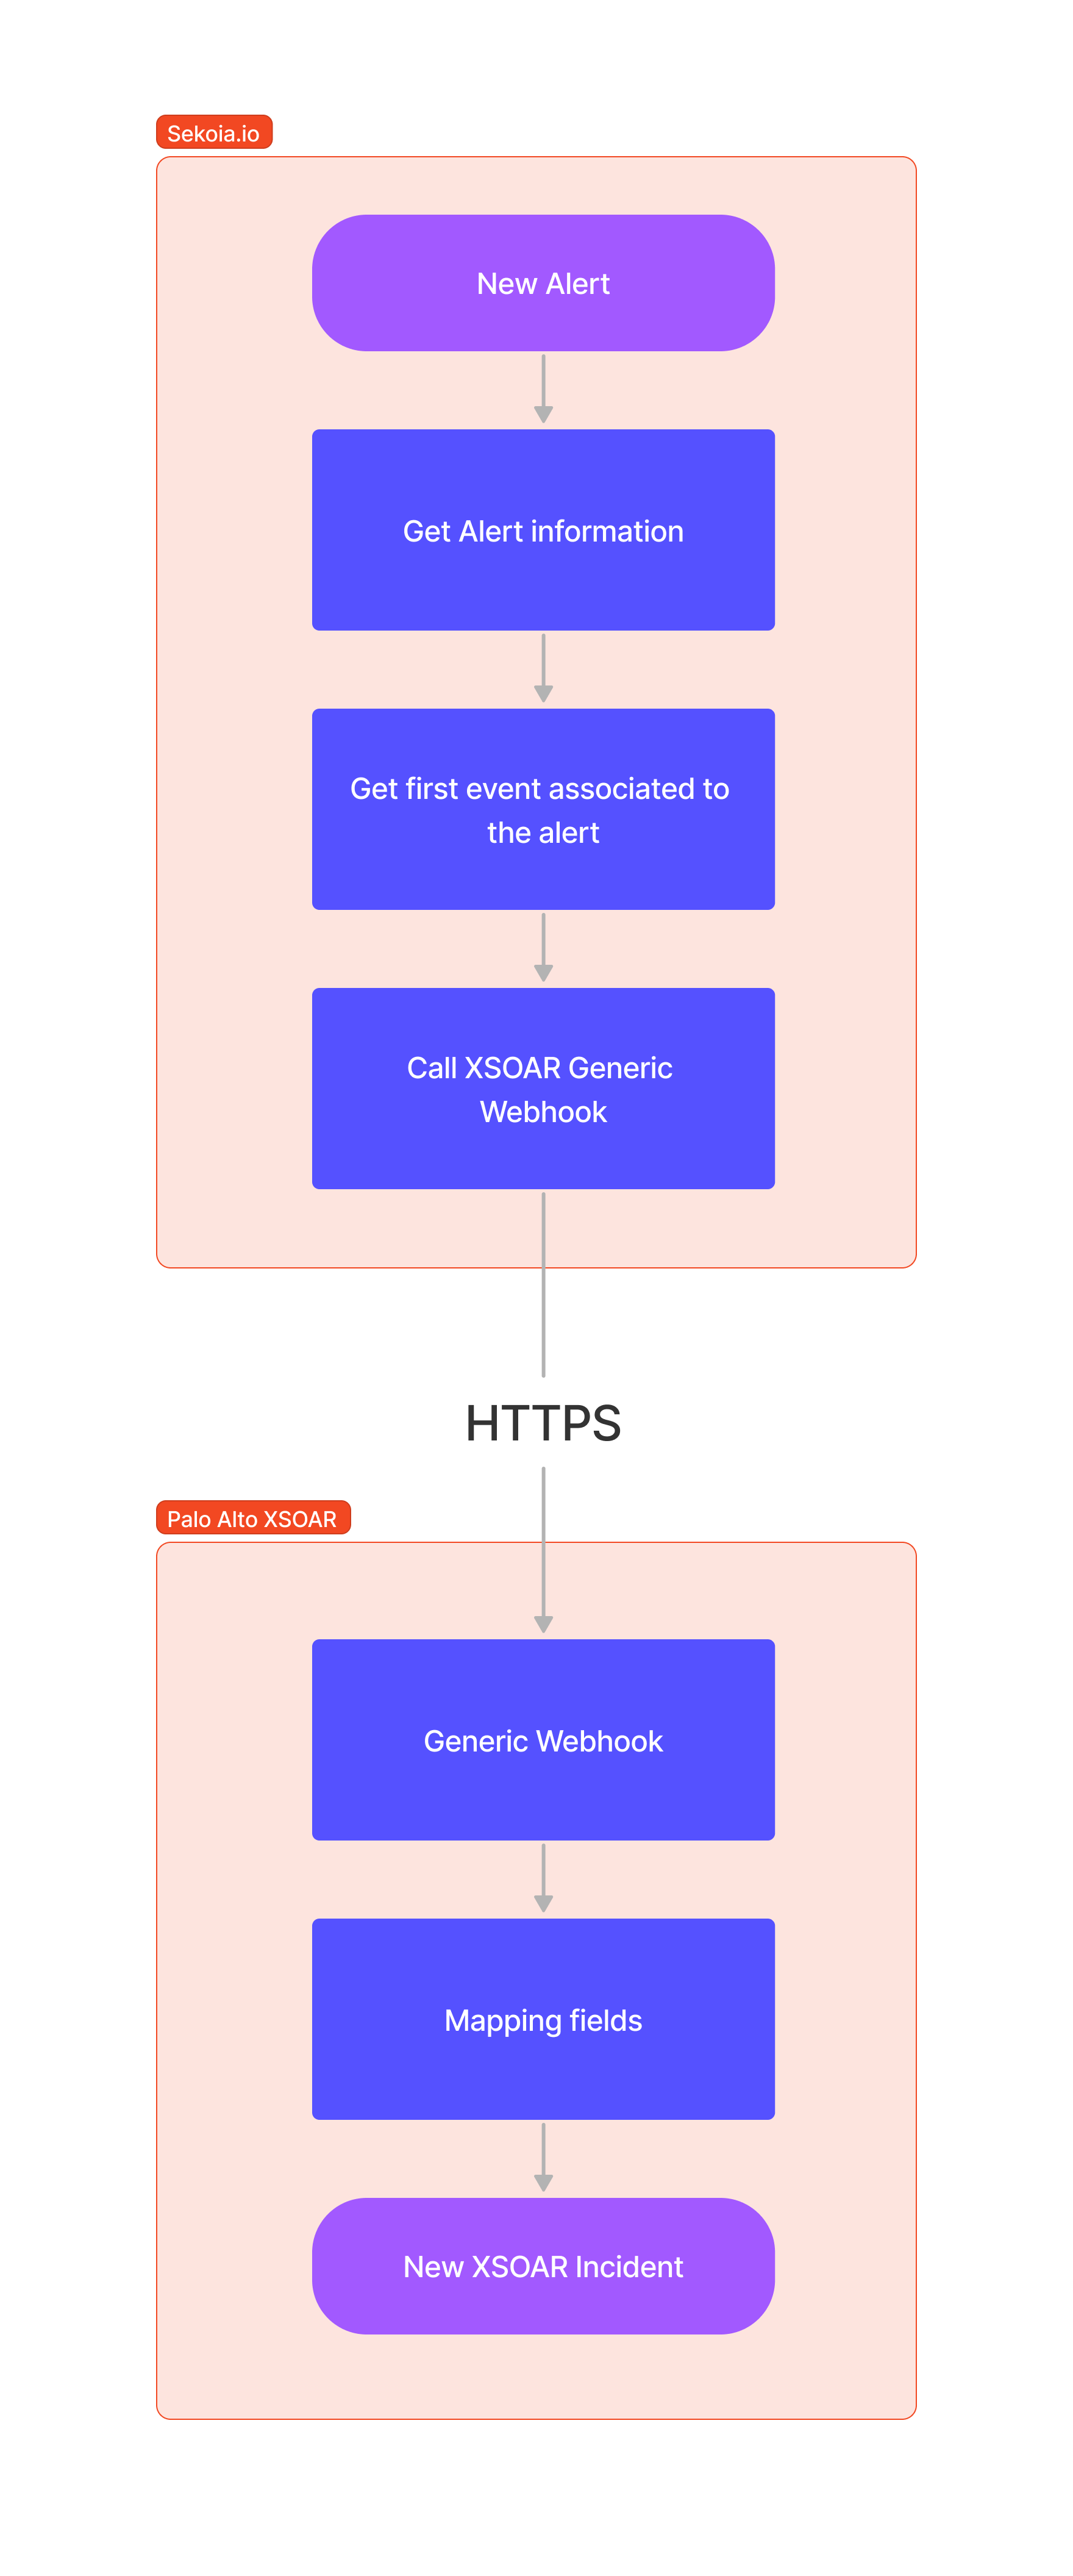 Sekoia.io
New Alert
Get Alert information
Get first event associated to
the alert
Call XSOAR Generic
Webhook
HTTPS
Palo Alto XSOAR
Generic Webhook
Mapping fields
New XSOAR Incident